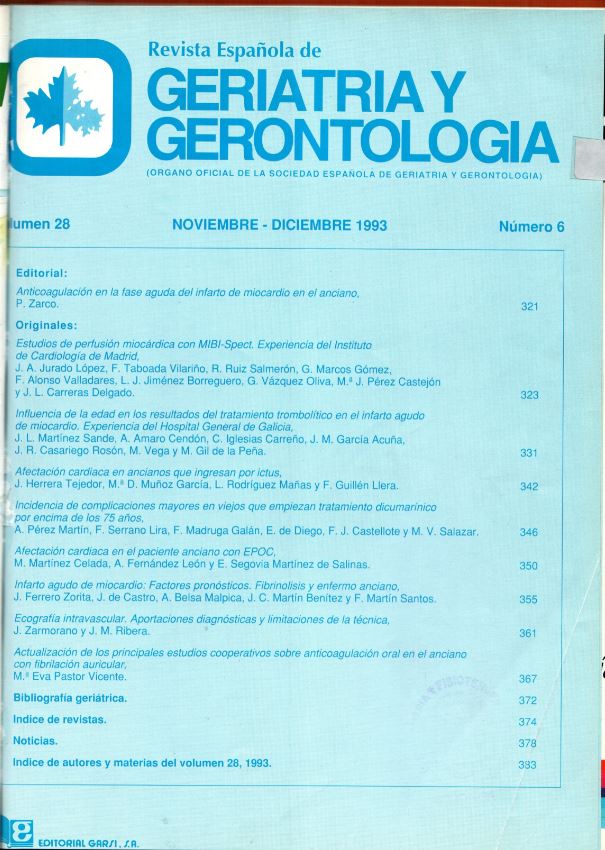 Revista Española de
GERIATRIA Y
GERONTOLOGIA
(ORGANO OFICIAL DE LA SOCIEDAD ESPAÑOLA DE GERIATRIA Y GERONTOLOGIA)
lumen 28 NOVIEMBRE - DICIEMBRE 1993 Número 6
Editorial:
Anticoagulación en la fase aguda del infarto de miocardio en el anciano,
P. Zarco. 321
Originales:
Estudios de perfusión miocárdica con MIBI-Spect. Experiencia del Instituto
de Cardiología de Madrid,
J. A. Jurado López, F. Taboada Vilariño, R. Ruiz Salmerón, G. Marcos Gómez,
F. Alonso Valladares, L. J. Jiménez Borreguero, G. Vázquez Oliva, M.ª J. Pérez Castejón
y J. L. Carreras Delgado. 323
Influencia de la edad en los resultados del tratamiento trombolítico en el infarto agudo
de miocardio. Experiencia del Hospital General de Galicia,
J. L. Martínez Sande, A. Amaro Cendón, C. Iglesias Carreño, J. M. García Acuña,
J. R. Casariego Rosón, M. Vega y M. Gil de la Peña. 331
Afectación cardiaca en ancianos que ingresan por ictus,
J. Herrera Tejedor, M.ª D. Muñoz García, L. Rodríguez Mañas y F. Guillén Llera. 342
Incidencia de complicaciones mayores en viejos que empiezan tratamiento dicumarínico
por encima de los 75 años,
A. Pérez Martín, F. Serrano Lira, F. Madruga Galán, E. de Diego, F. J. Castellote y M. V. Salazar. 346
Afectación cardiaca en el paciente anciano con EPOC,
M. Martínez Celada, A. Fernández León y E. Segovia Martínez de Salinas. 350
Infarto agudo de miocardio: Factores pronósticos. Fibrinolisis y enfermo anciano,
J. Ferrero Zorita, J. de Castro, A. Belsa Malpica, J. C. Martín Benítez y F. Martín Santos. 355
Ecografía intravascular. Aportaciones diagnósticas y limitaciones de la técnica,
J. Zarmorano y J. M. Ribera. 361
Actualización de los principales estudios cooperativos sobre anticoagulación oral en el anciano
con fibrilación auricular,
M.ª Eva Pastor Vicente. 367
Bibliografía geriátrica. 372
Indice de revistas. 374
Noticias. 378
Indice de autores y materias del volumen 28, 1993. 383
EDITORIAL GARSI, S.A.